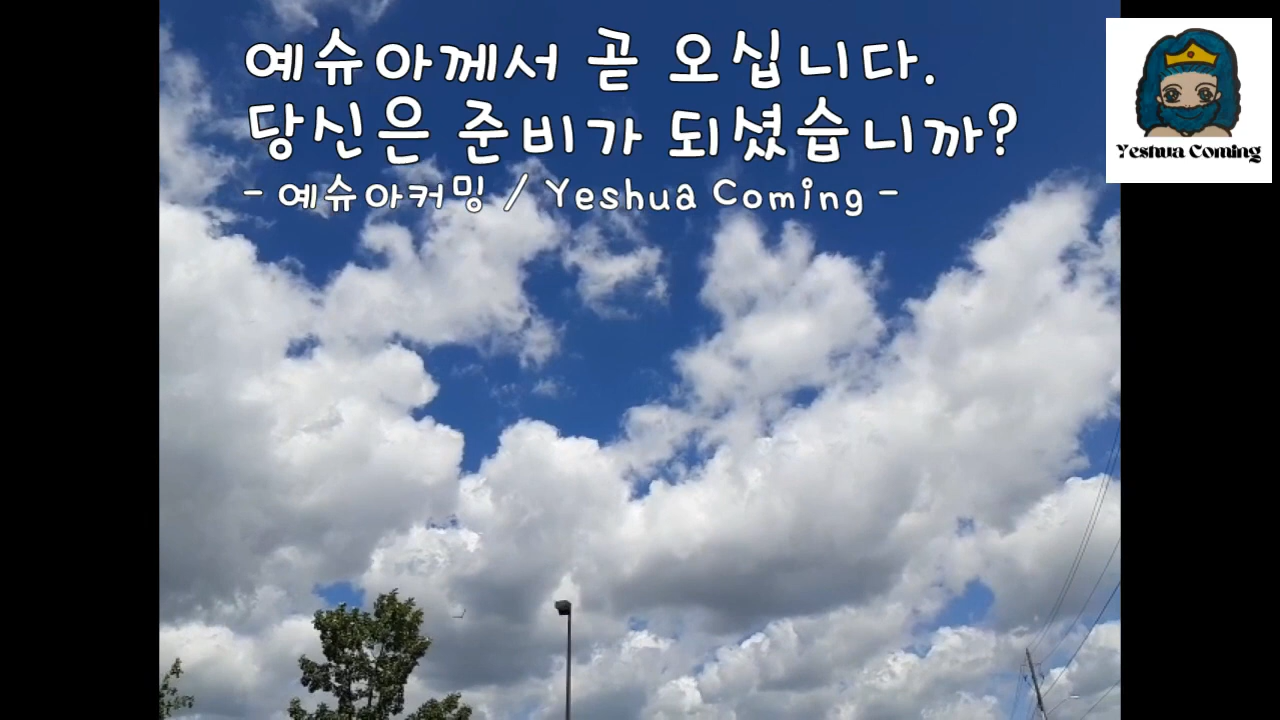 예슈아께서 곧 오십니다.
당신은 준비가 되셨습니까?
- 예슈아커밍 / Yeshua Coming -
Yeshua Coming